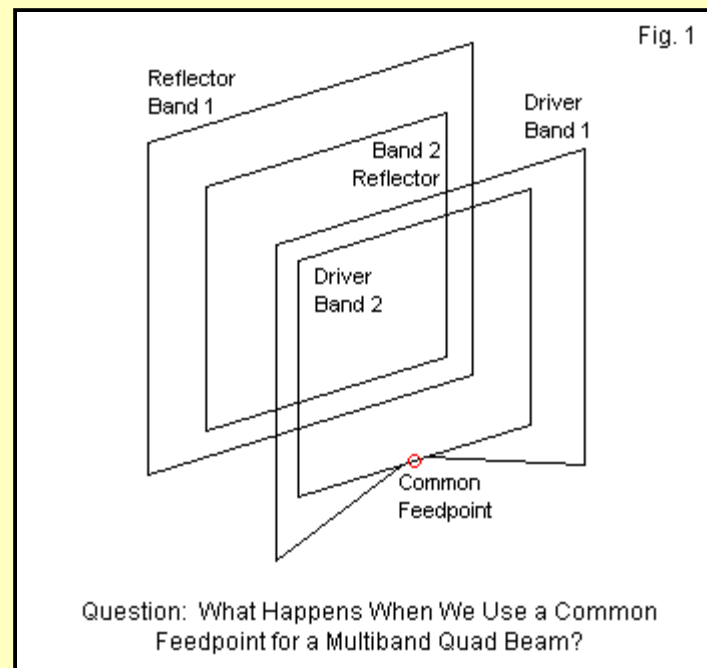 Fig. 1
Reflector
Band 1
Driver
Band 1
Band 2
Reflector
Driver
Band 2
Common
Feedpoint
Question: What Happens When We Use a Common
Feedpoint for a Multiband Quad Beam?